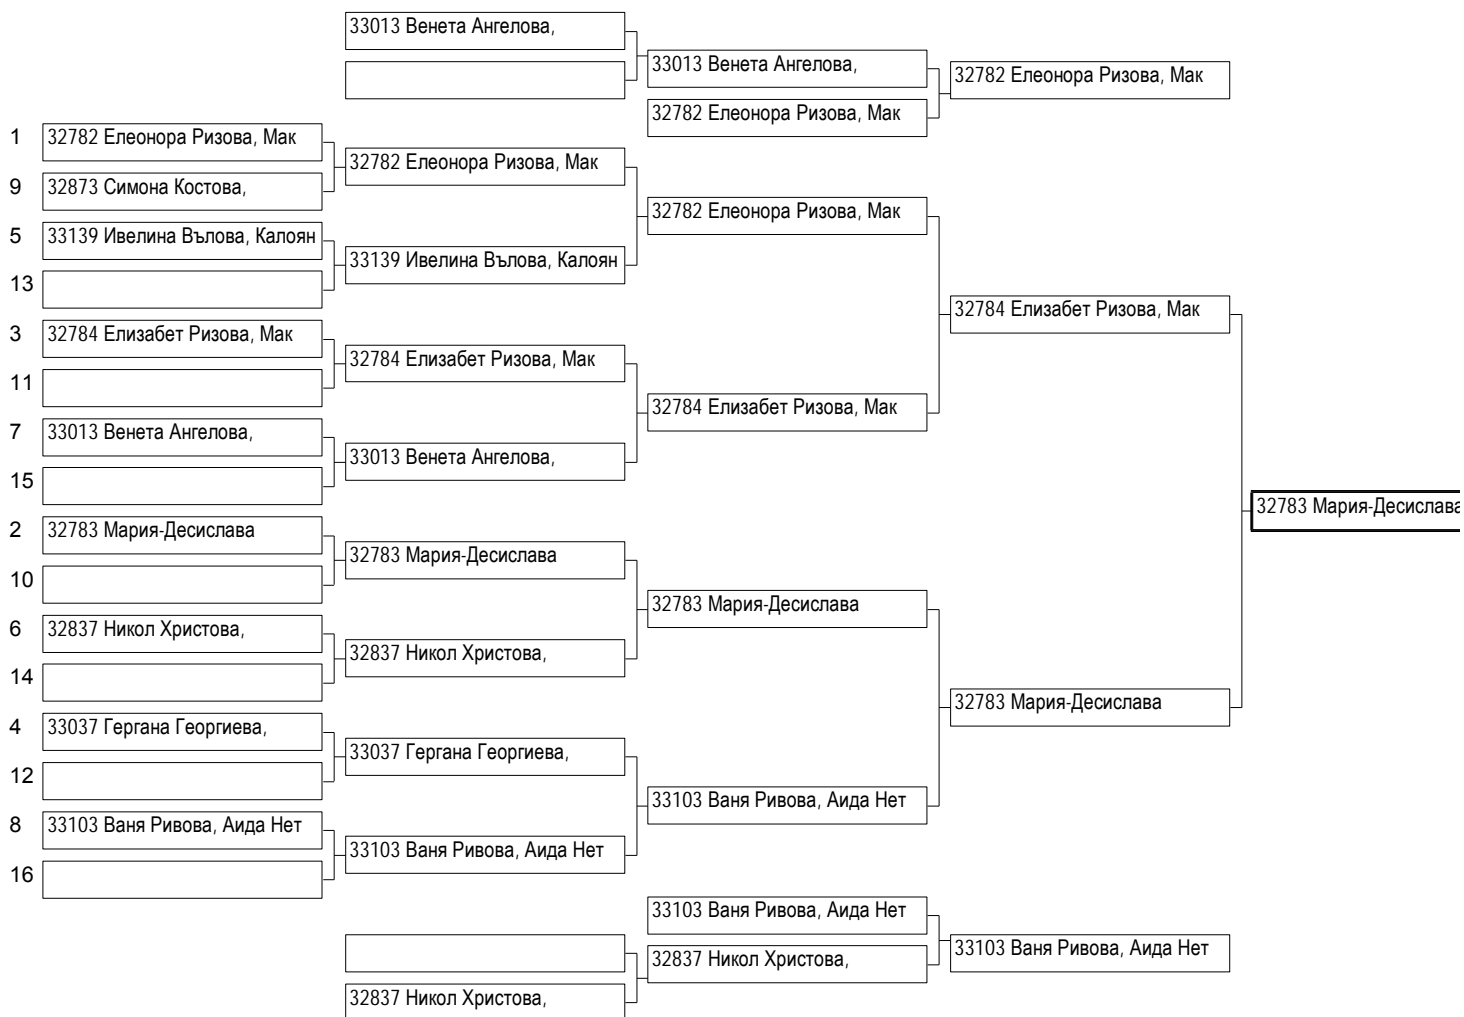 33013 Венета Ангелова,
33013 Венета Ангелова,
32782 Елеонора Ризова, Мак
32782 Елеонора Ризова, Мак
1 32782 Елеонора Ризова, Мак
32782 Елеонора Ризова, Мак
9 32873 Симона Костова,
32782 Елеонора Ризова, Мак
5 33139 Ивелина Вълова, Калоян
33139 Ивелина Вълова, Калоян
13
32784 Елизабет Ризова, Мак
3 32784 Елизабет Ризова, Мак
32784 Елизабет Ризова, Мак
11
32784 Елизабет Ризова, Мак
7 33013 Венета Ангелова,
33013 Венета Ангелова,
15
32783 Мария-Десислава
2 32783 Мария-Десислава
32783 Мария-Десислава
10
32783 Мария-Десислава
6 32837 Никол Христова,
32837 Никол Христова,
14
32783 Мария-Десислава
4 33037 Гергана Георгиева,
33037 Гергана Георгиева,
12
33103 Ваня Ривова, Аида Нет
8 33103 Ваня Ривова, Аида Нет
33103 Ваня Ривова, Аида Нет
16
33103 Ваня Ривова, Аида Нет
33103 Ваня Ривова, Аида Нет
32837 Никол Христова,
32837 Никол Христова,